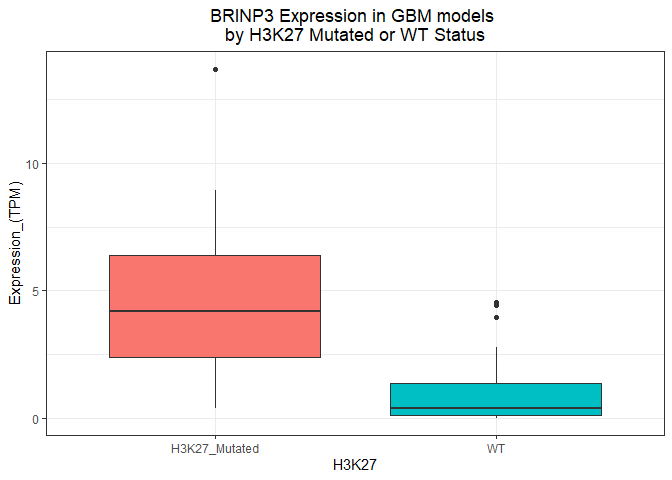 BRINP3 Expression in GBM models
by H3K27 Mutated or WT Status
Expression_(TPM)
10
5
0
H3K27_Mutated
WT
H3K27